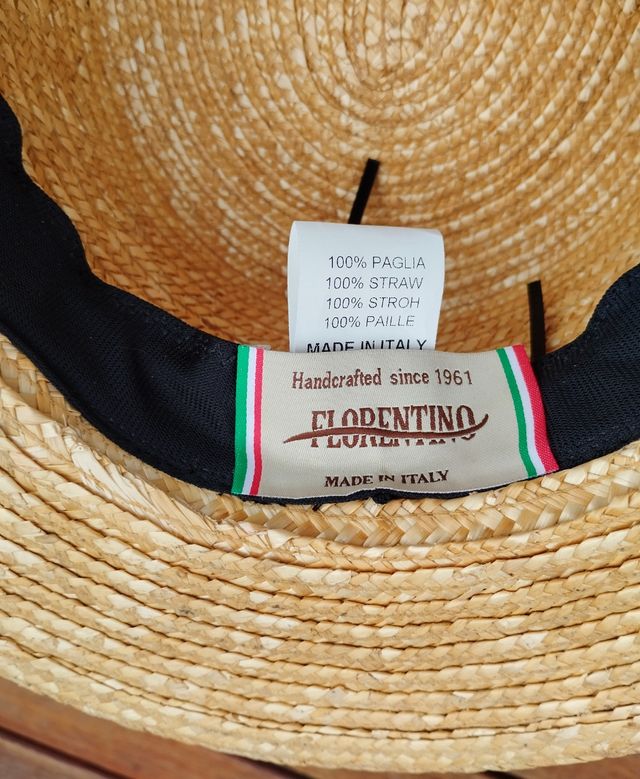 100% PAGLIA
100% STRAW
100% STROH
100% PAILLE
MADE IN ITALY
Handcrafted since 1961
FLORENTINO
MADE IN ITALY